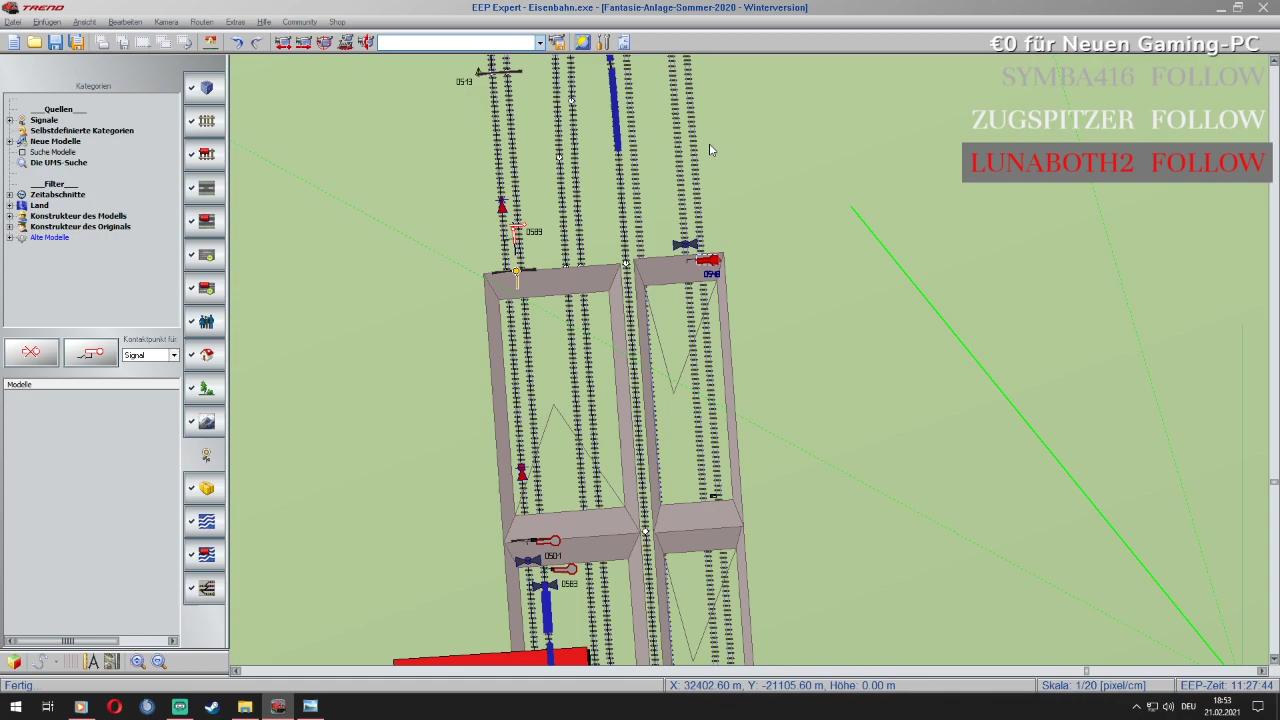 TREND
EEP Expert - Eisenbahn.exe - [Fantasie-Anlage-Sommer-2020 - Winterversion]
Datei Einfügen Ansicht Bearbeiten Kamera Routen Extras Hilfe Community Shop
€0 für Neuen Gaming-PC
SYMBA416 FOLLOW
ZUGSPITZER FOLLOW
LUNABOTH2 FOLLOW
Kategorien
__Quellen__
Signale
Selbstdefinierte Kategorien
Neue Modelle
Suche Modelle
Die UMS-Suche
__Filter__
Zeitabschnitte
Land
Konstrukteur des Modells
Konstrukteur des Originals
Alte Modelle
Kontaktpunkt für
Signal
Modelle
0513
0548
0501
Fertig
X: 32402.60 m, Y: -21105.60 m, Höhe: 0.00 m
Skala: 1/20 [pixel/cm]
EEP-Zeit: 11:27:44
DEU
18:53
21.02.2021